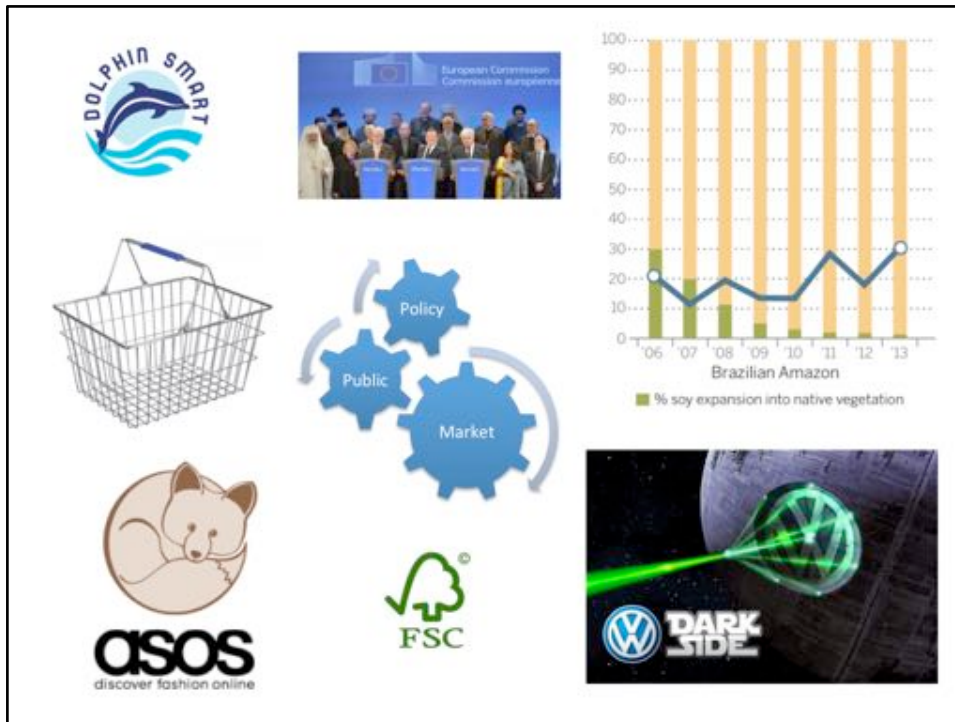 DOLPHIN SMART
European Commission
Commission européenne
100
90
80
70
60
50
40
30
20
10
0
'06 '07 '08 '09 '10 '11 '12 '13
Brazilian Amazon
% soy expansion into native vegetation
Policy
Public
Market
asos
discover fashion online
©
FSC
VW
DARK
SIDE